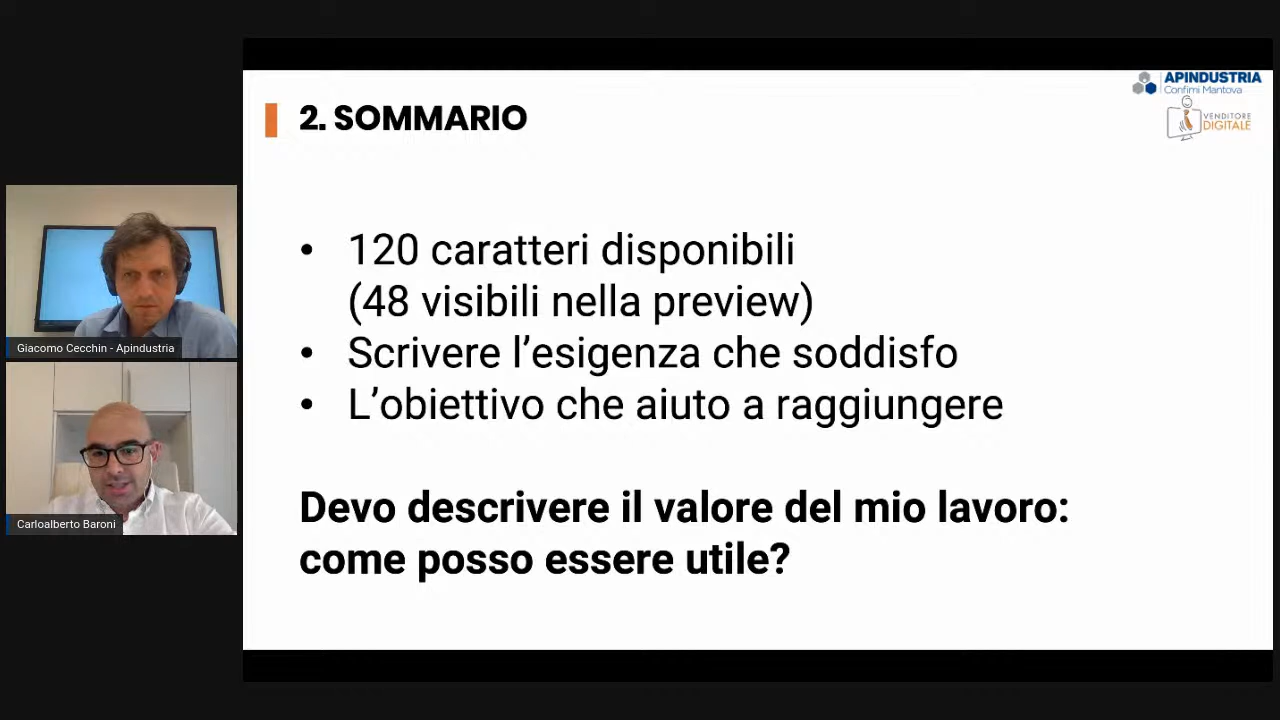 APINDUSTRIA
Confimi Mantova
VENDITORE
DIGITALE
2. SOMMARIO
• 120 caratteri disponibili
(48 visibili nella preview)
• Scrivere l’esigenza che soddisfo
• L’obiettivo che aiuto a raggiungere
Devo descrivere il valore del mio lavoro:
come posso essere utile?
Giacomo Cecchin - Apindustria
Carloalberto Baroni